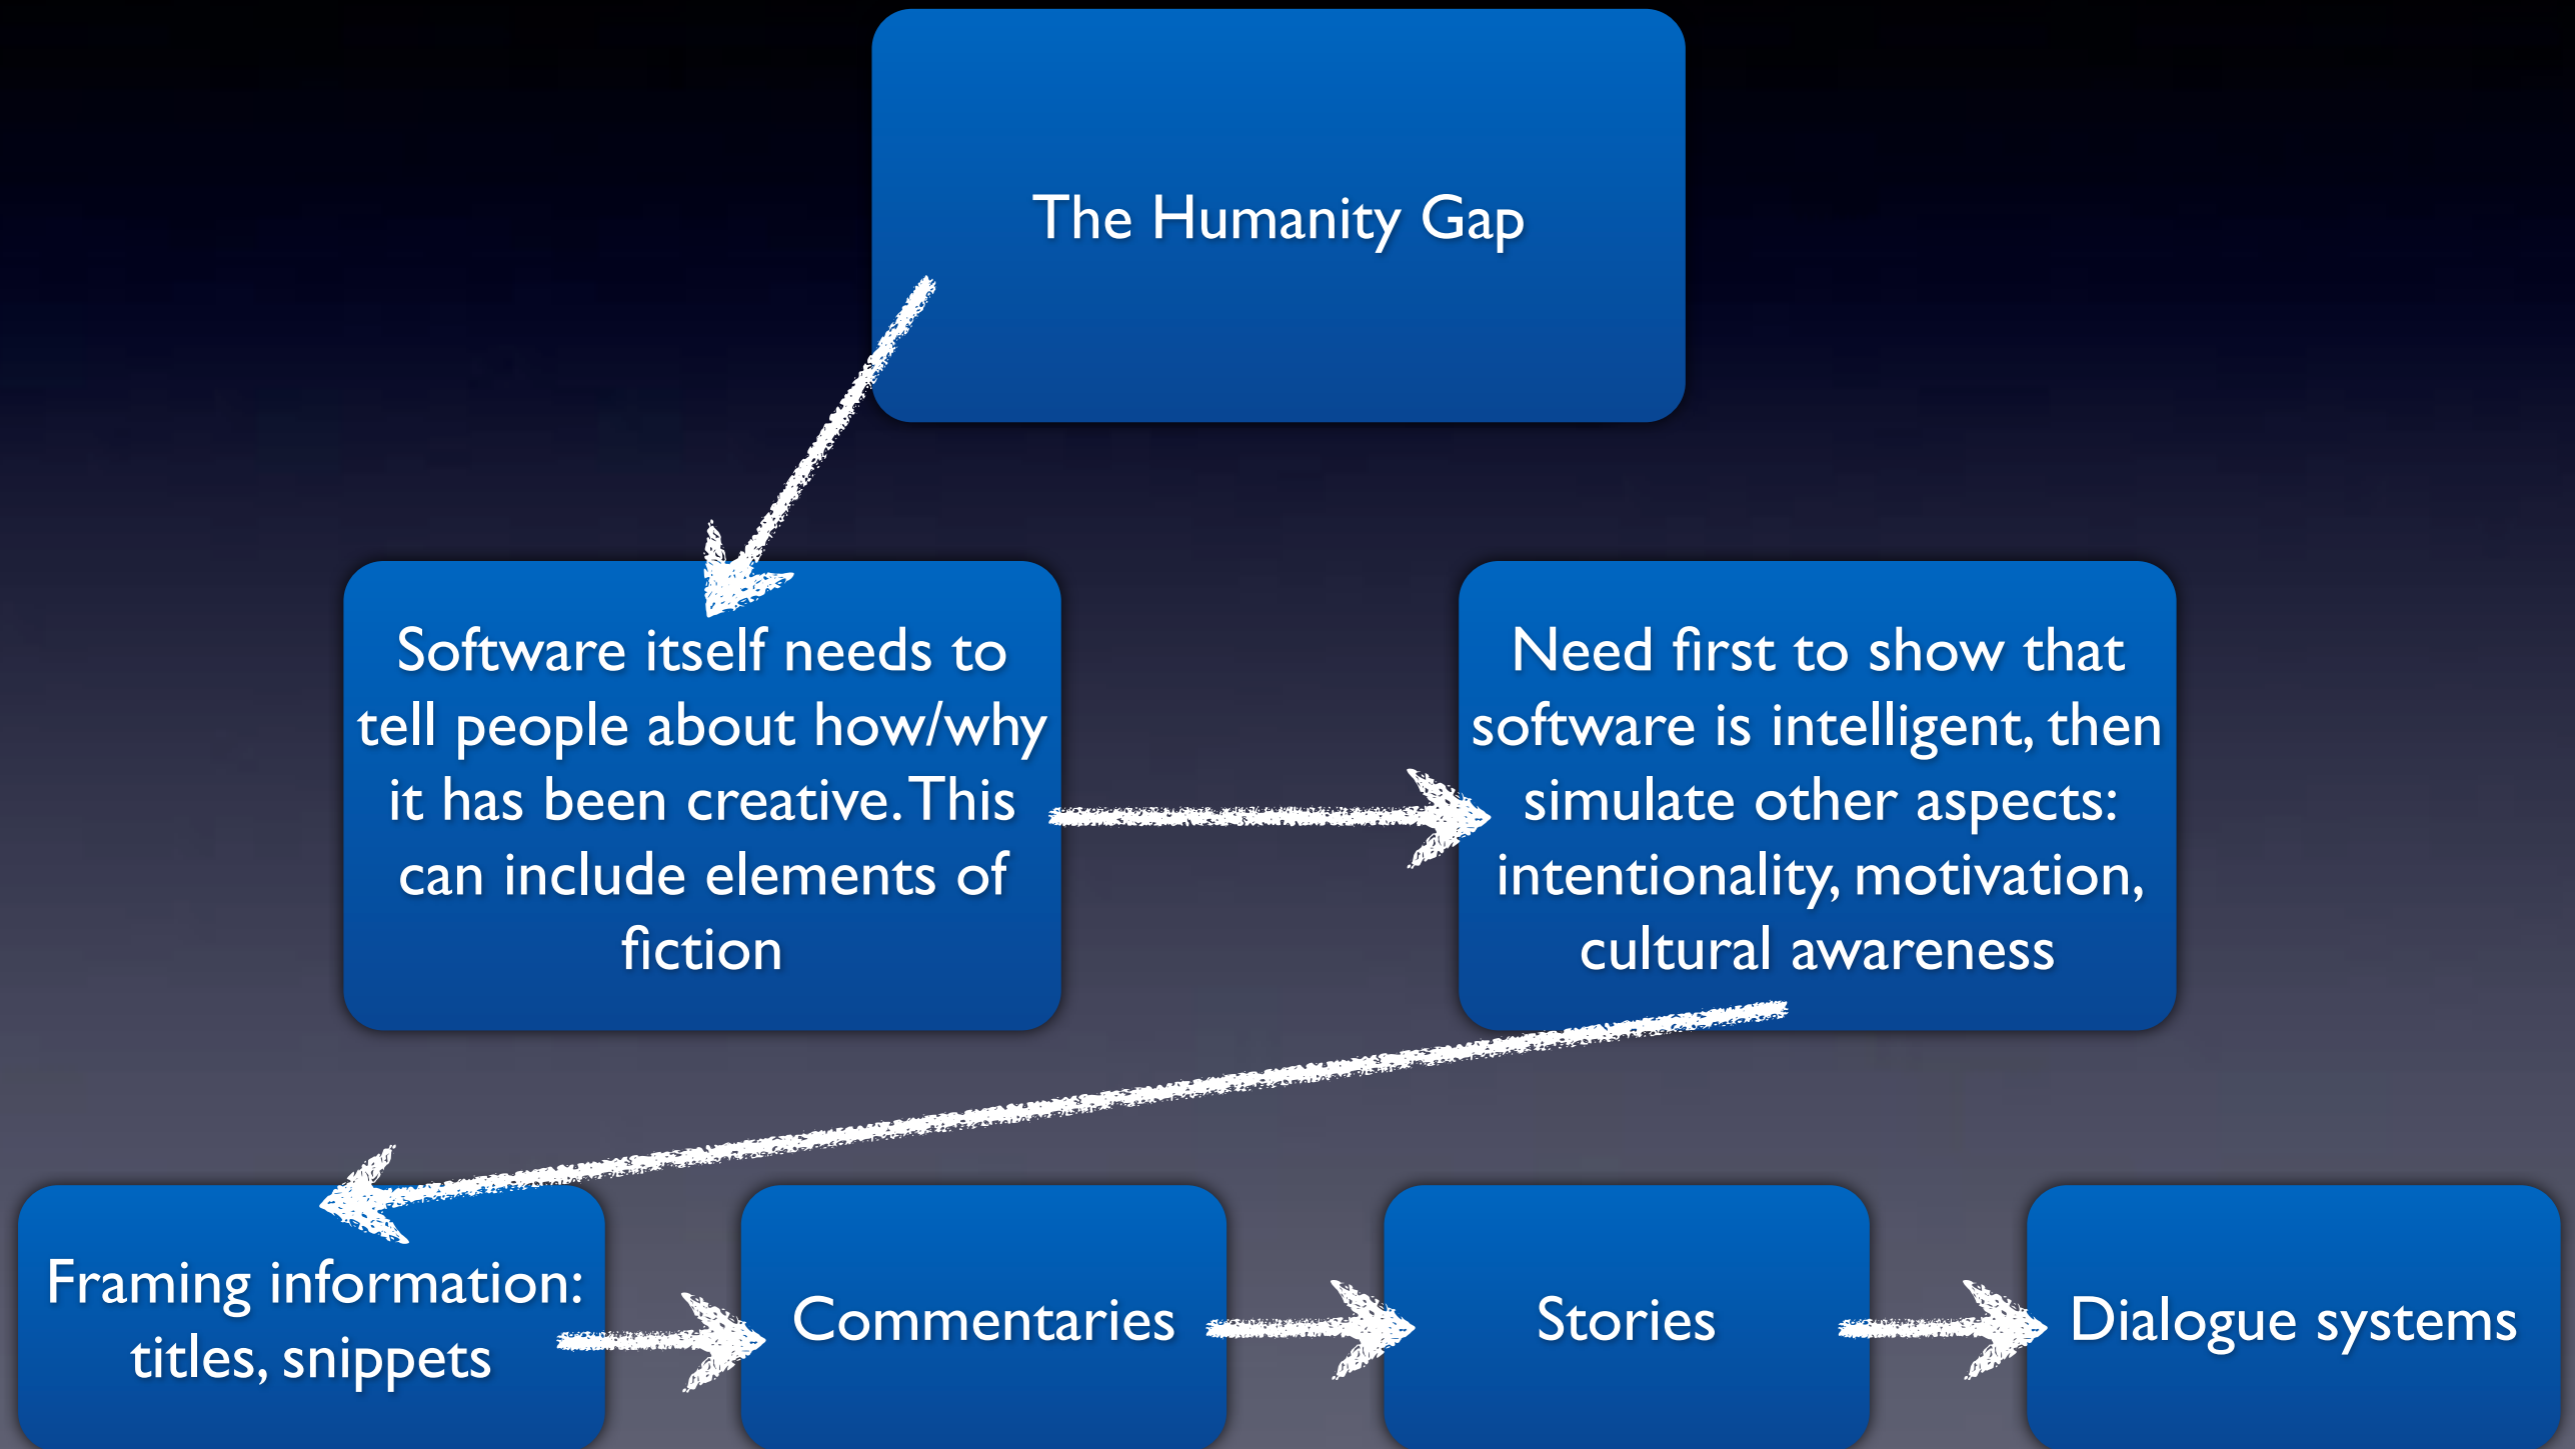 The Humanity Gap
Software itself needs to
tell people about how/why
it has been creative. This
can include elements of
fiction
Need first to show that
software is intelligent, then
simulate other aspects:
intentionality, motivation,
cultural awareness
Framing information:
titles, snippets
Commentaries
Stories
Dialogue systems